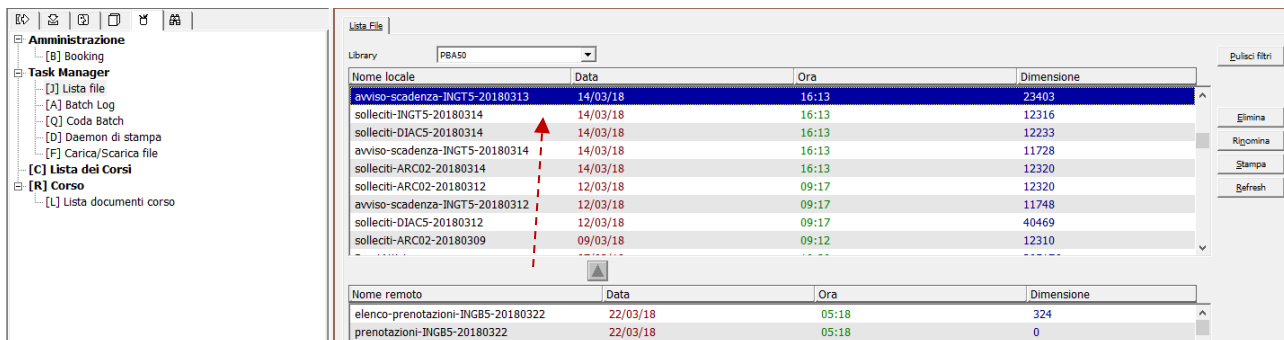 Amministrazione
[B] Booking
Task Manager
[J] Lista file
[A] Batch Log
[Q] Coda Batch
[D] Daemon di stampa
[F] Carica/Scarica file
[C] Lista dei Corsi
[R] Corso
[L] Lista documenti corso
Lista File
Library PBA50
Pulisci filtri
Nome locale Data Ora Dimensione
avviso-scadenza-INGT5-20180313 14/03/18 16:13 23403
solleciti-INGT5-20180314 14/03/18 16:13 12316
solleciti-DIAC5-20180314 14/03/18 16:13 12233
avviso-scadenza-INGT5-20180314 14/03/18 16:13 11728
solleciti-ARC02-20180314 14/03/18 16:13 12320
solleciti-ARC02-20180312 12/03/18 09:17 12320
avviso-scadenza-INGT5-20180312 12/03/18 09:17 11748
solleciti-DIAC5-20180312 12/03/18 09:17 40469
solleciti-ARC02-20180309 09/03/18 09:12 12310
Elimina
Rinomina
Stampa
Refresh
Nome remoto Data Ora Dimensione
elenco-prenotazioni-INGB5-20180322 22/03/18 05:18 324
prenotazioni-INGB5-20180322 22/03/18 05:18 0